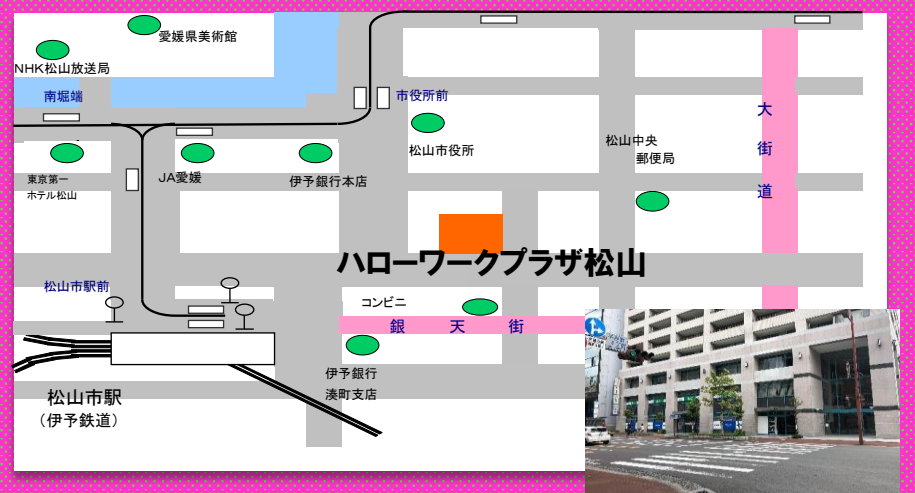 愛媛県美術館
NHK松山放送局
南堀端
市役所前
大街道
松山中央
郵便局
松山市役所
東京第一
ホテル松山
JA愛媛
伊予銀行本店
ハローワークプラザ松山
松山市駅前
コンビニ
銀天街
伊予銀行
湊町支店
松山市駅
（伊予鉄道）